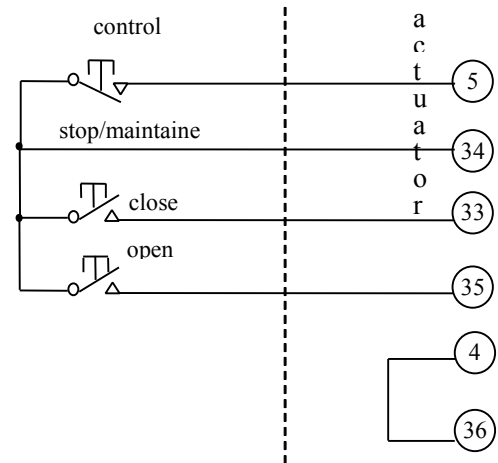 control
actuator
5
stop/maintaine
34
close
33
open
35
4
36